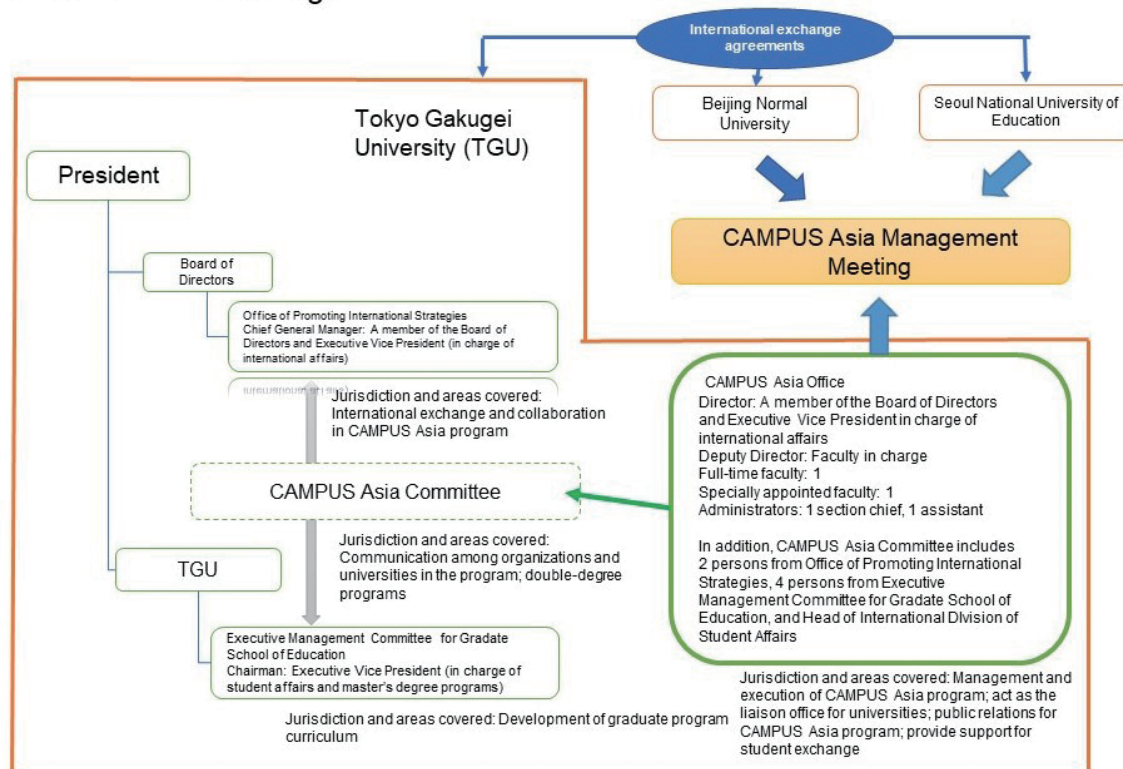 International exchange
agreements
Beijing Normal
University
Seoul National University of
Education
Tokyo Gakugei
University (TGU)
President
CAMPUS Asia Management
Meeting
Board of
Directors
Office of Promoting International Strategies
Chief General Manager: A member of the Board of
Directors and Executive Vice President (in charge of
international affairs)
Jurisdiction and areas covered:
International exchange and collaboration
in CAMPUS Asia program
CAMPUS Asia Office
Director: A member of the Board of Directors
and Executive Vice President in charge of
international affairs
Deputy Director: Faculty in charge
Full-time faculty: 1
Specially appointed faculty: 1
Administrators: 1 section chief, 1 assistant
In addition, CAMPUS Asia Committee includes
2 persons from Office of Promoting International
Strategies, 4 persons from Executive
Management Committee for Gradate School of
Education, and Head of International Division of
Student Affairs
CAMPUS Asia Committee
Jurisdiction and areas covered:
Communication among organizations and
universities in the program; double-degree
programs
TGU
Executive Management Committee for Gradate
School of Education
Chairman: Executive Vice President (in charge of
student affairs and master's degree programs)
Jurisdiction and areas covered: Development of graduate program
curriculum
Jurisdiction and areas covered: Management and
execution of CAMPUS Asia program; act as the
liaison office for universities; public relations for
CAMPUS Asia program; provide support for
student exchange